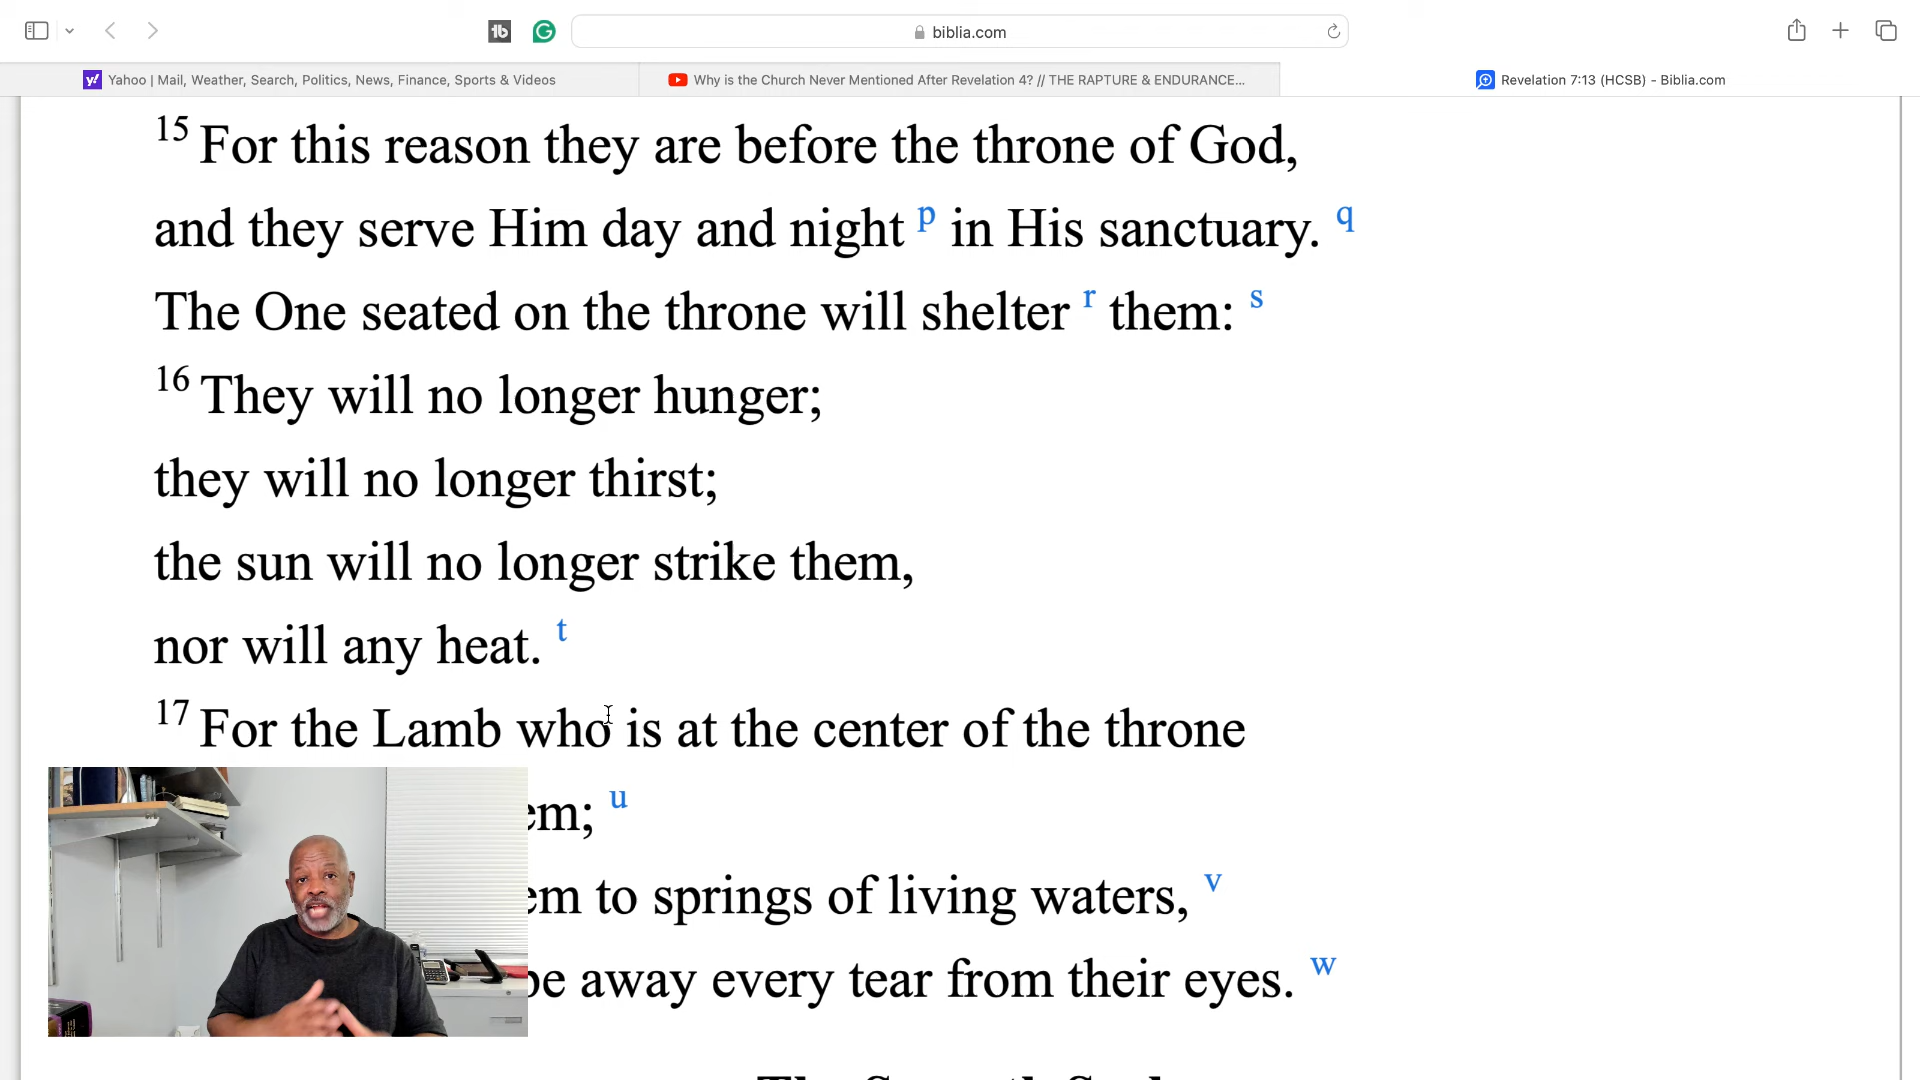 biblia.com
Yahoo | Mail, Weather, Search, Politics, News, Finance, Sports & Videos
Why is the Church Never Mentioned After Revelation 4? // THE RAPTURE & ENDURANCE...
Revelation 7:13 (HCSB) - Biblia.com
15 For this reason they are before the throne of God,
and they serve Him day and night p in His sanctuary. q
The One seated on the throne will shelter r them: s
16 They will no longer hunger;
they will no longer thirst;
the sun will no longer strike them,
nor will any heat. t
17 For the Lamb who is at the center of the throne
em; u
em to springs of living waters, v
pe away every tear from their eyes. w